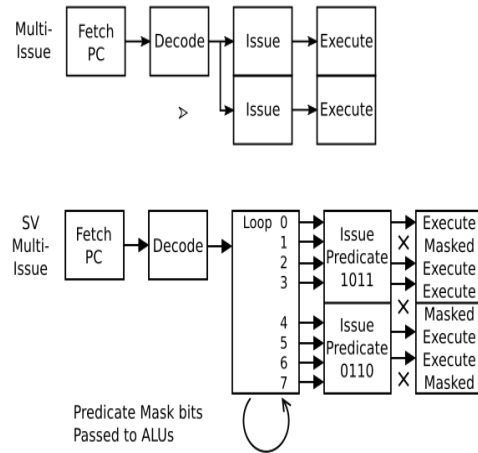 Multi-
Issue
Fetch
PC
Decode
Issue
Execute
Issue
Execute
SV
Multi-
Issue
Fetch
PC
Decode
Loop 0
1
2
3
4
5
6
7
Issue
Predicate
1011
Issue
Predicate
0110
Execute
Masked
Execute
Execute
Masked
Execute
Execute
Masked
Predicate Mask bits
Passed to ALUs